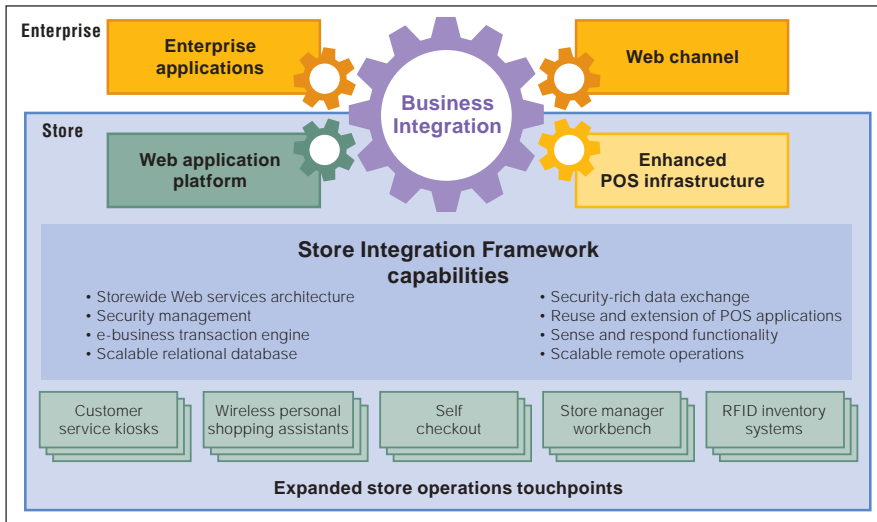 Enterprise
Enterprise
applications
Business
Integration
Web channel
Store
Web application
platform
Enhanced
POS infrastructure
Store Integration Framework
capabilities
• Storewide Web services architecture
• Security management
• e-business transaction engine
• Scalable relational database
• Security-rich data exchange
• Reuse and extension of POS applications
• Sense and respond functionality
• Scalable remote operations
Customer
service kiosks
Wireless personal
shopping assistants
Self
checkout
Store manager
workbench
RFID inventory
systems
Expanded store operations touchpoints